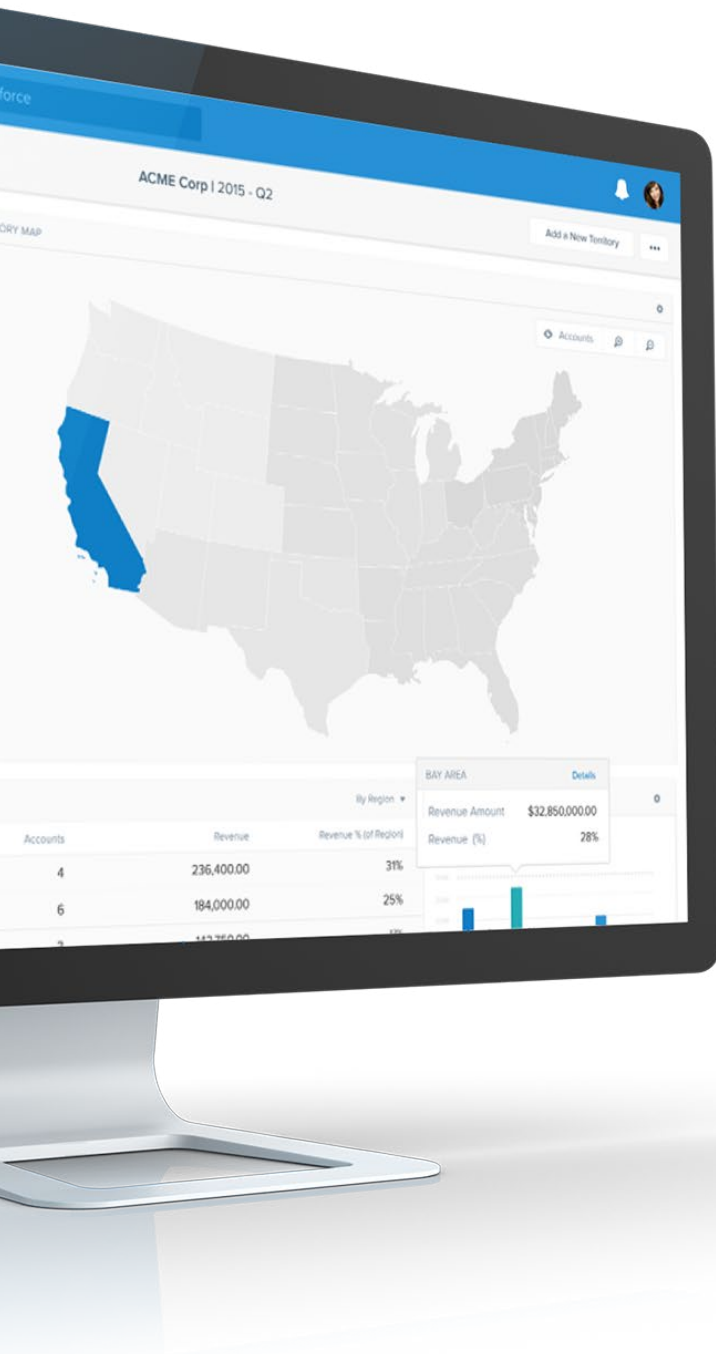 force
ACME Corp | 2015 - Q2
Add a New Territory
ORY MAP
Accounts
BAY AREA Details
Revenue Amount $32,850,000.00
Revenue (%) 28%
By Region
Accounts Revenue Revenue % (of Region)
4 236,400.00 31%
6 184,000.00 25%